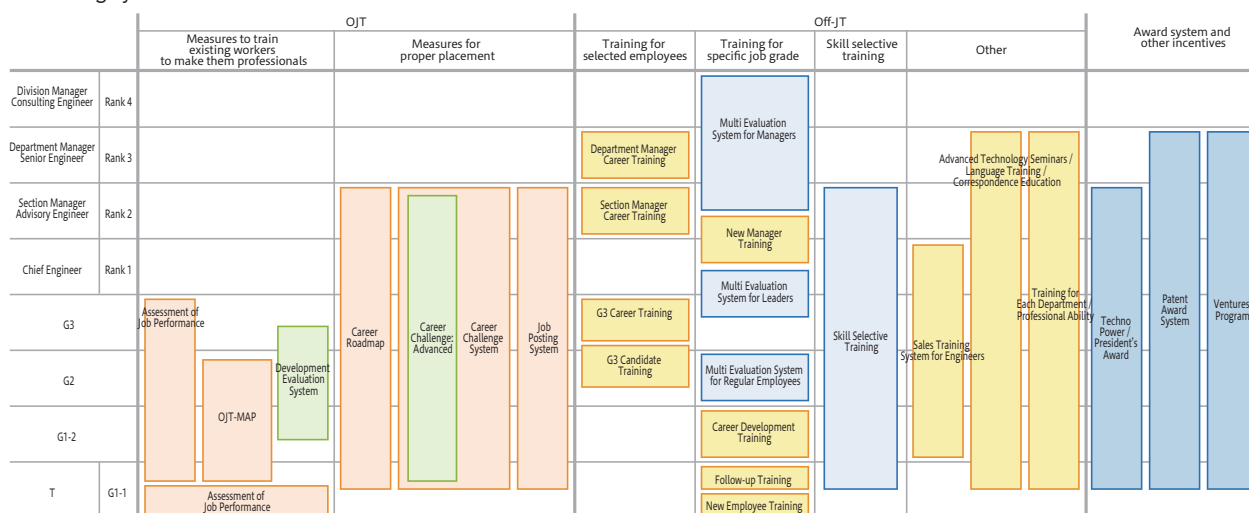 OJT
Off-JT
Award system and
other incentives
Measures to train
existing workers
to make them professionals
Measures for
proper placement
Training for
selected employees
Training for
specific job grade
Skill selective
training
Other
Division Manager
Consulting Engineer
Rank 4
Multi Evaluation
System for Managers
Department Manager
Senior Engineer
Rank 3
Department Manager
Career Training
Advanced Technology Seminars /
Language Training /
Correspondence Education
Section Manager
Advisory Engineer
Rank 2
Section Manager
Career Training
New Manager
Training
Chief Engineer
Rank 1
Multi Evaluation
System for Leaders
G3
Assessment of
Job Performance
Career
Roadmap
Career
Challenge:
Advanced
Career
Challenge
System
Job
Posting
System
G3 Career Training
Skill Selective
Training
Sales Training
System for Engineers
Training for
Each Department /
Professional Ability
Techno
Power /
President's
Award
Patent
Award
System
Ventures
Program
G2
Development
Evaluation
System
G3 Candidate
Training
Multi Evaluation System
for Regular Employees
OJT-MAP
G1-2
Career Development
Training
T
G1-1
Assessment of
Job Performance
Follow-up Training
New Employee Training